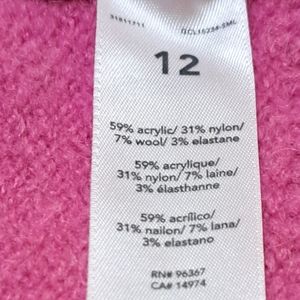 12
59% acrylic/ 31% nylon/
7% wool/ 3% elastane
59% acrylique/
31% nylon/ 7% laine/
3% élasthanne
59% acrílico/
31% nailon/ 7% lana/
3% elastano
RN# 96367
CA# 14974